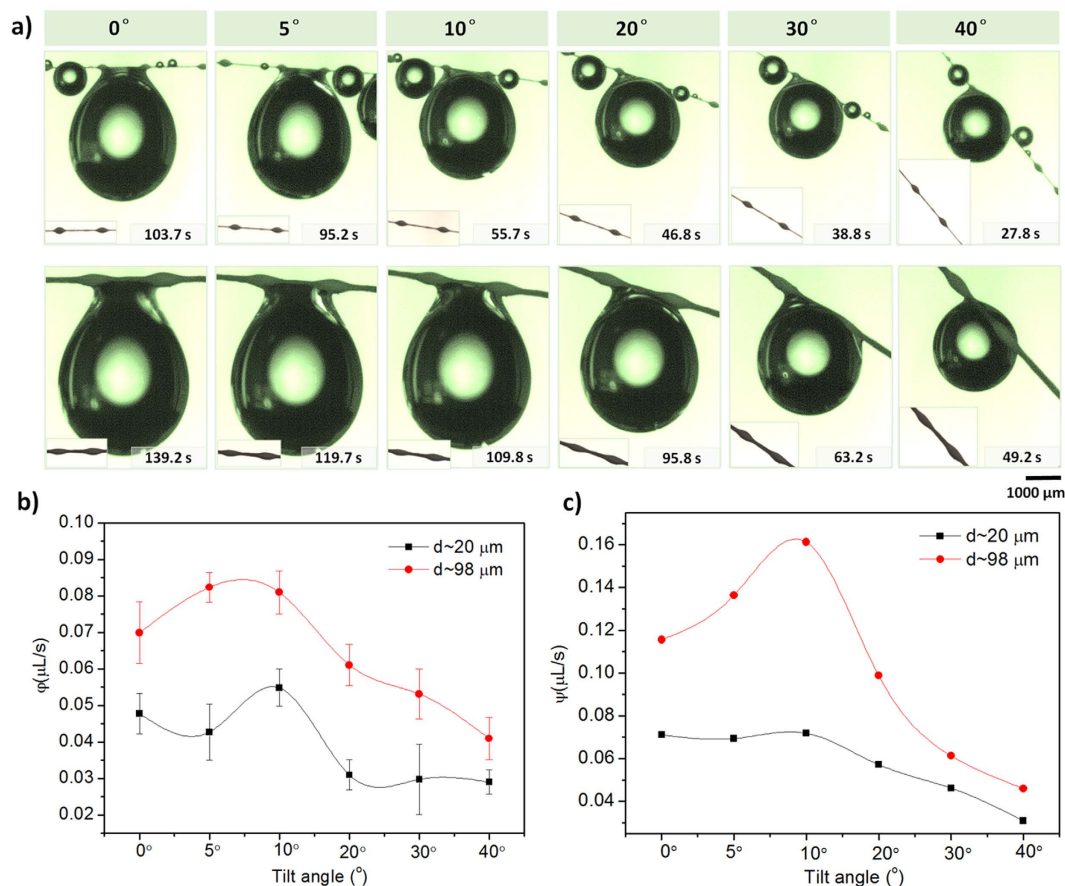 a)
0° 5° 10° 20° 30° 40°
103.7 s 95.2 s 55.7 s 46.8 s 38.8 s 27.8 s
139.2 s 119.7 s 109.8 s 95.8 s 63.2 s 49.2 s
1000 µm
b)
0.10
0.09
0.08
0.07
0.06
0.05
0.04
0.03
0.02
φ(µL/s)
d~20 µm
d~98 µm
0° 5° 10° 20° 30° 40°
Tilt angle (°)
c)
0.16
0.14
0.12
0.10
0.08
0.06
0.04
ψ(µL/s)
d~20 µm
d~98 µm
0° 5° 10° 20° 30° 40°
Tilt angle (°)